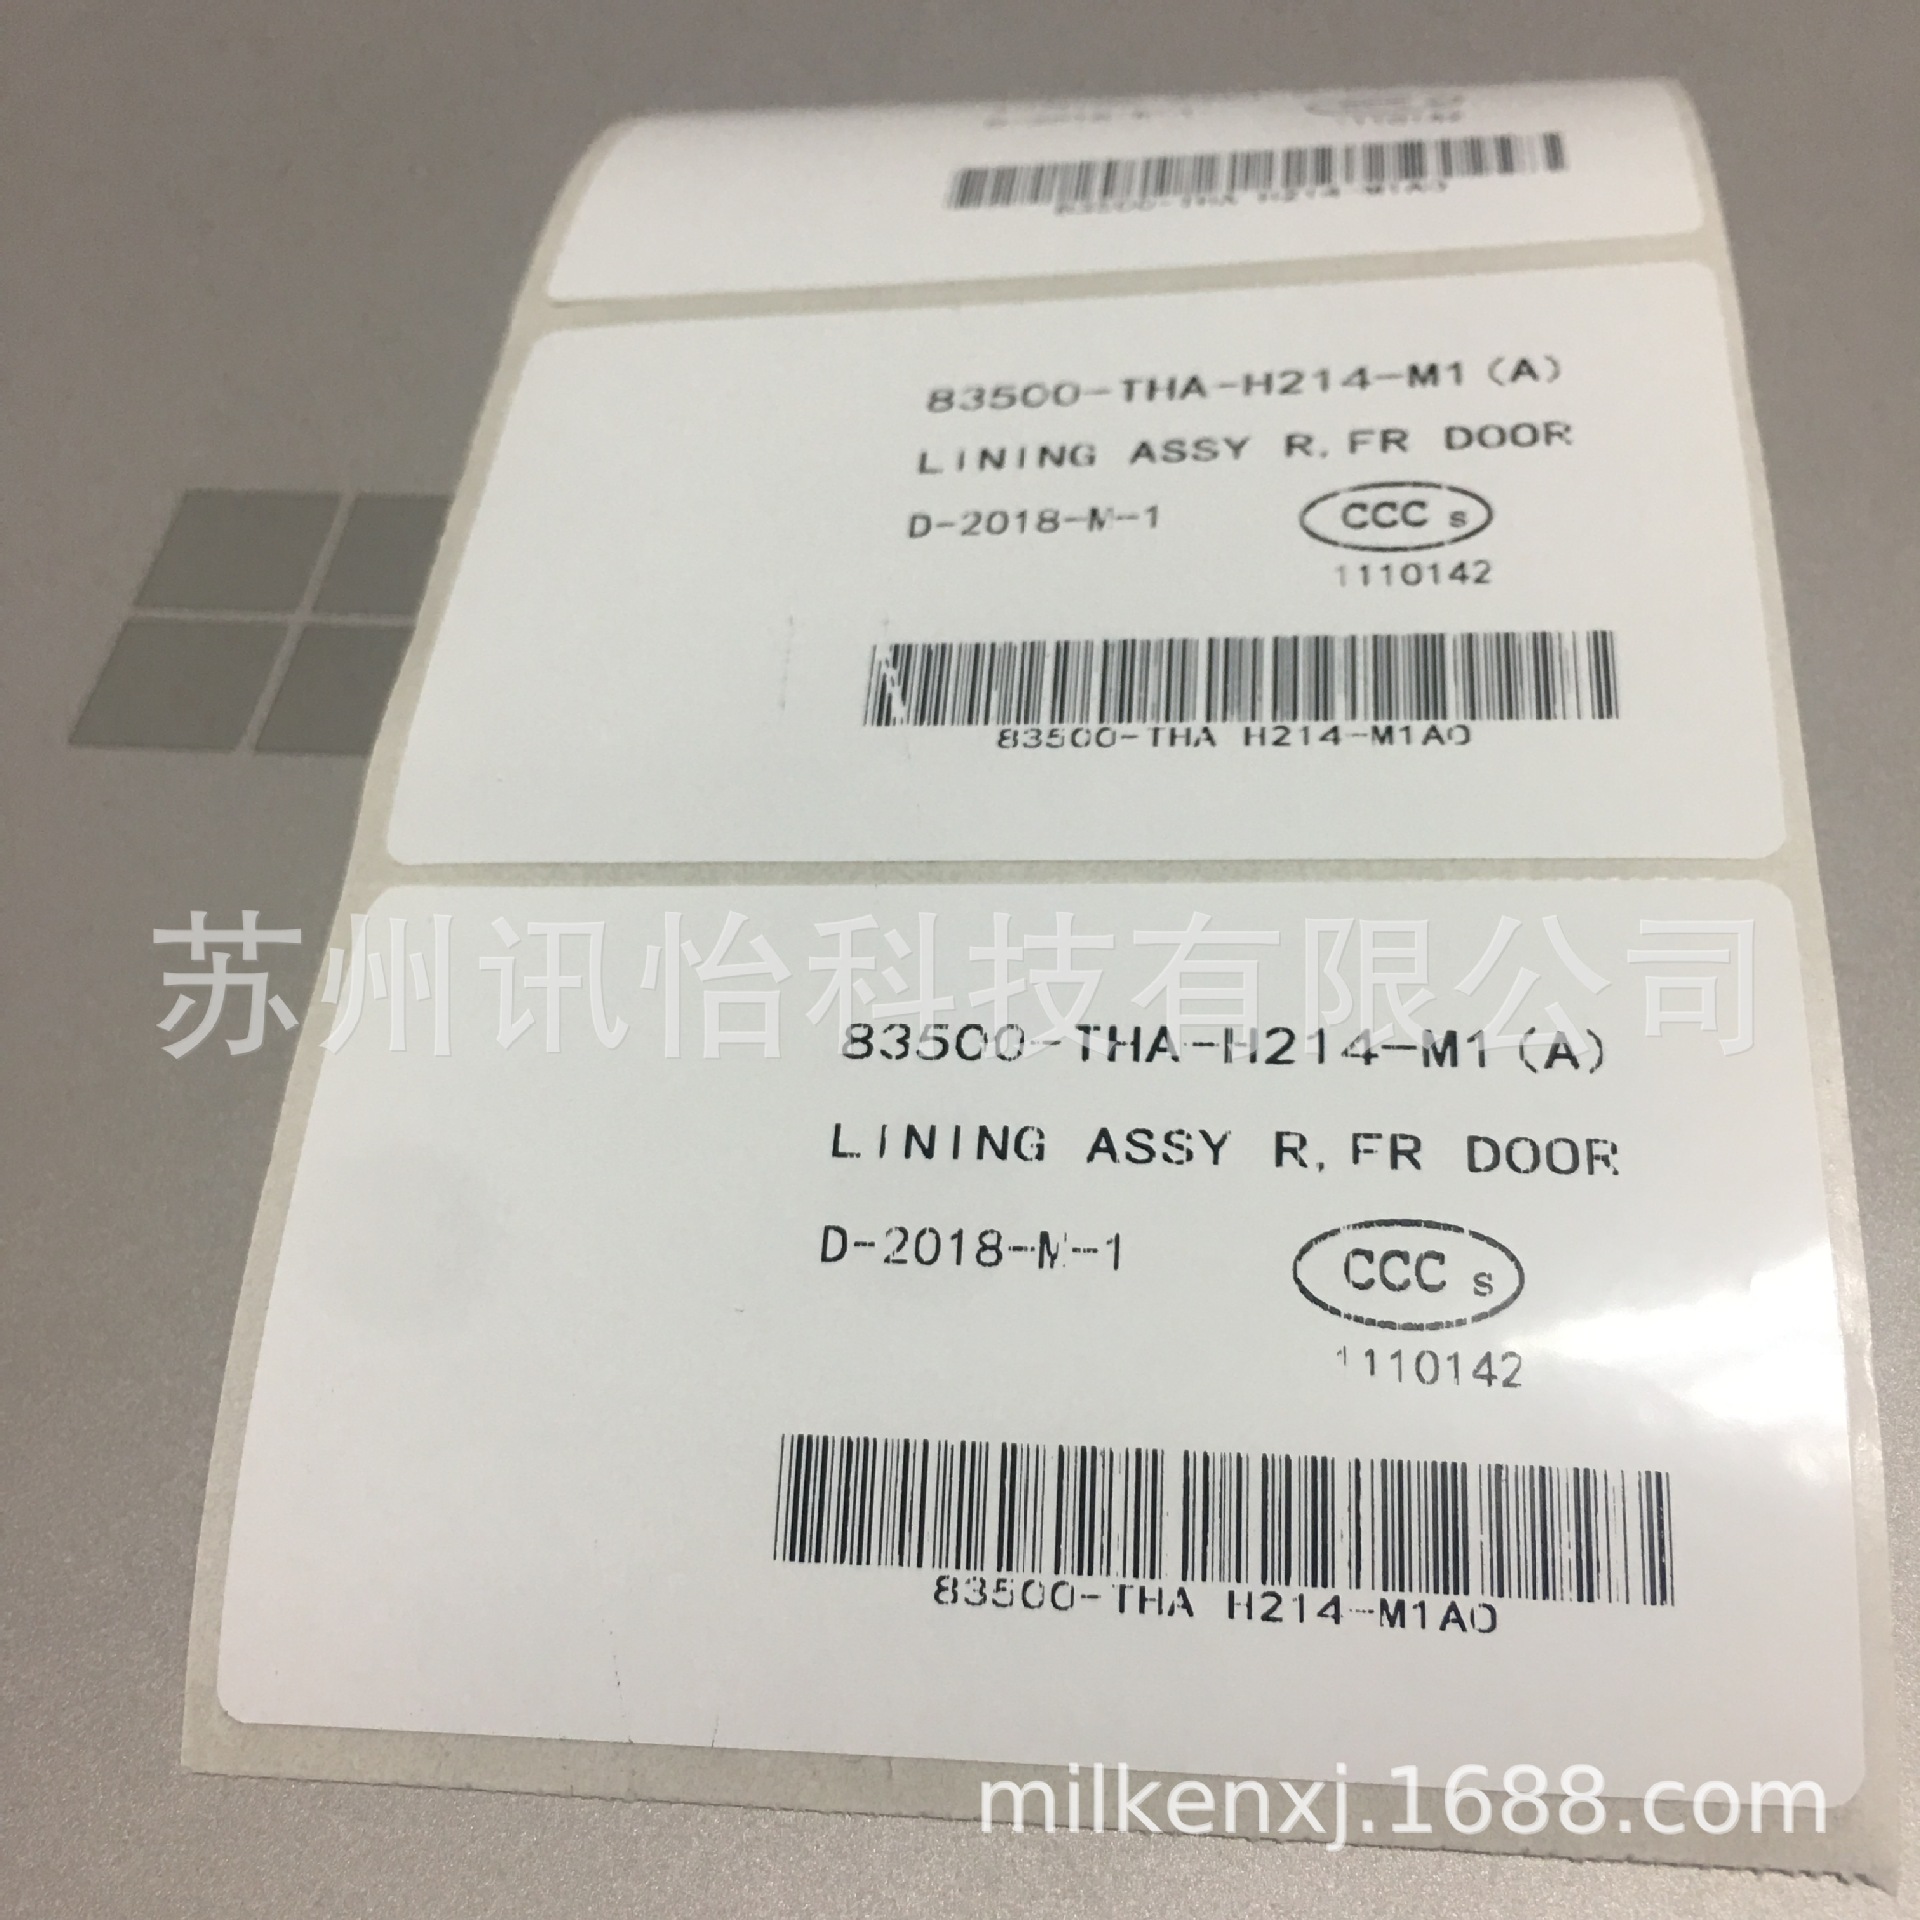 1110142
83500-THA H214-M1A0
83500-THA-H214-M1(A)
LINING ASSY R, FR DOOR
D-2018-M-1
CCC s
1110142
83500-THA H214-M1A0
苏州讯怡科技有限公司
83500-THA-H214-M1(A)
LINING ASSY R, FR DOOR
D-2018-M-1
CCC s
1110142
83500-THA H214-M1A0
milkenxj.1688.com